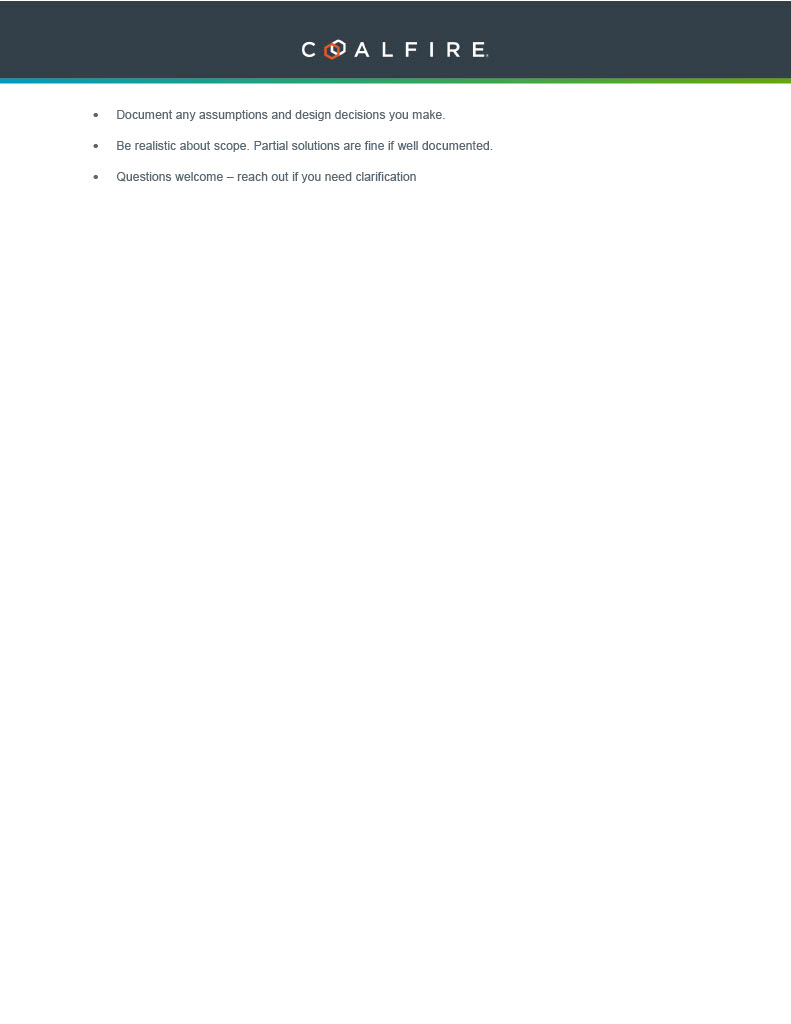 COALFIRE
• Document any assumptions and design decisions you make.
• Be realistic about scope. Partial solutions are fine if well documented.
• Questions welcome – reach out if you need clarification